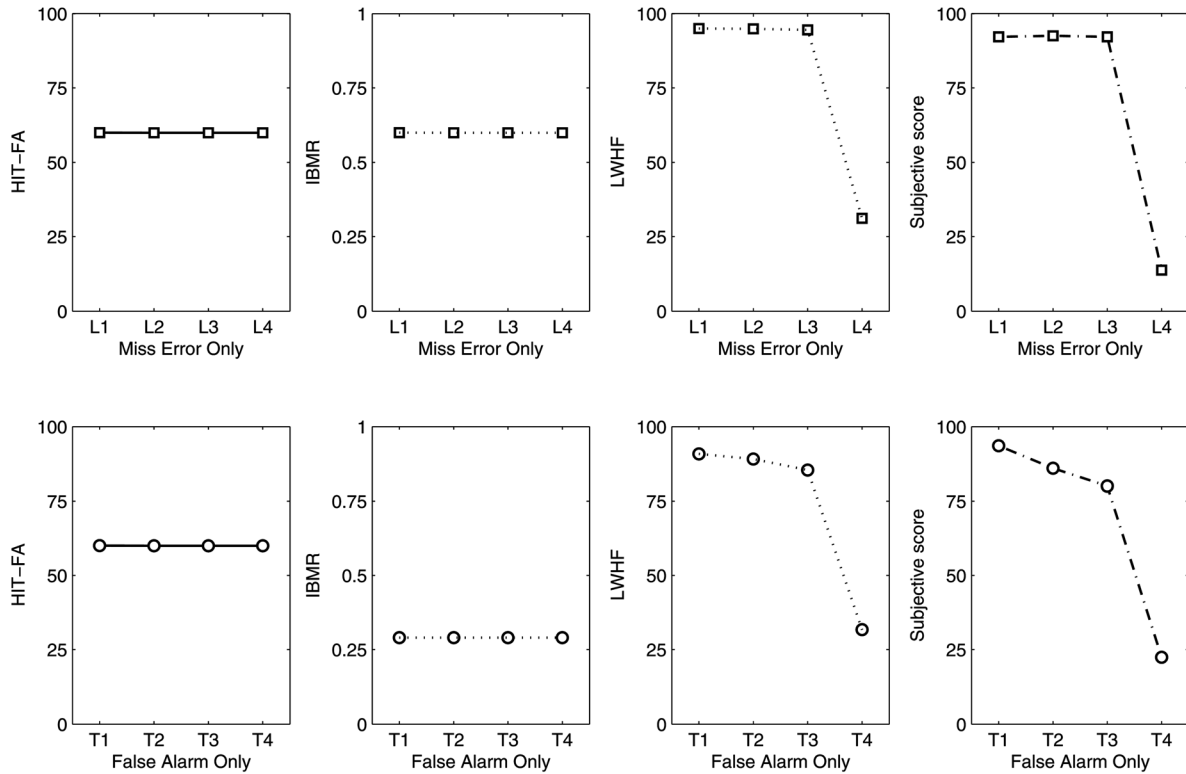 HIT−FA
100
75
50
25
0
L1 L2 L3 L4
Miss Error Only
IBMR
1
0.75
0.5
0.25
0
L1 L2 L3 L4
Miss Error Only
LWHF
100
75
50
25
0
L1 L2 L3 L4
Miss Error Only
Subjective score
100
75
50
25
0
L1 L2 L3 L4
Miss Error Only
HIT−FA
100
75
50
25
0
T1 T2 T3 T4
False Alarm Only
IBMR
1
0.75
0.5
0.25
0
T1 T2 T3 T4
False Alarm Only
LWHF
100
75
50
25
0
T1 T2 T3 T4
False Alarm Only
Subjective score
100
75
50
25
0
T1 T2 T3 T4
False Alarm Only